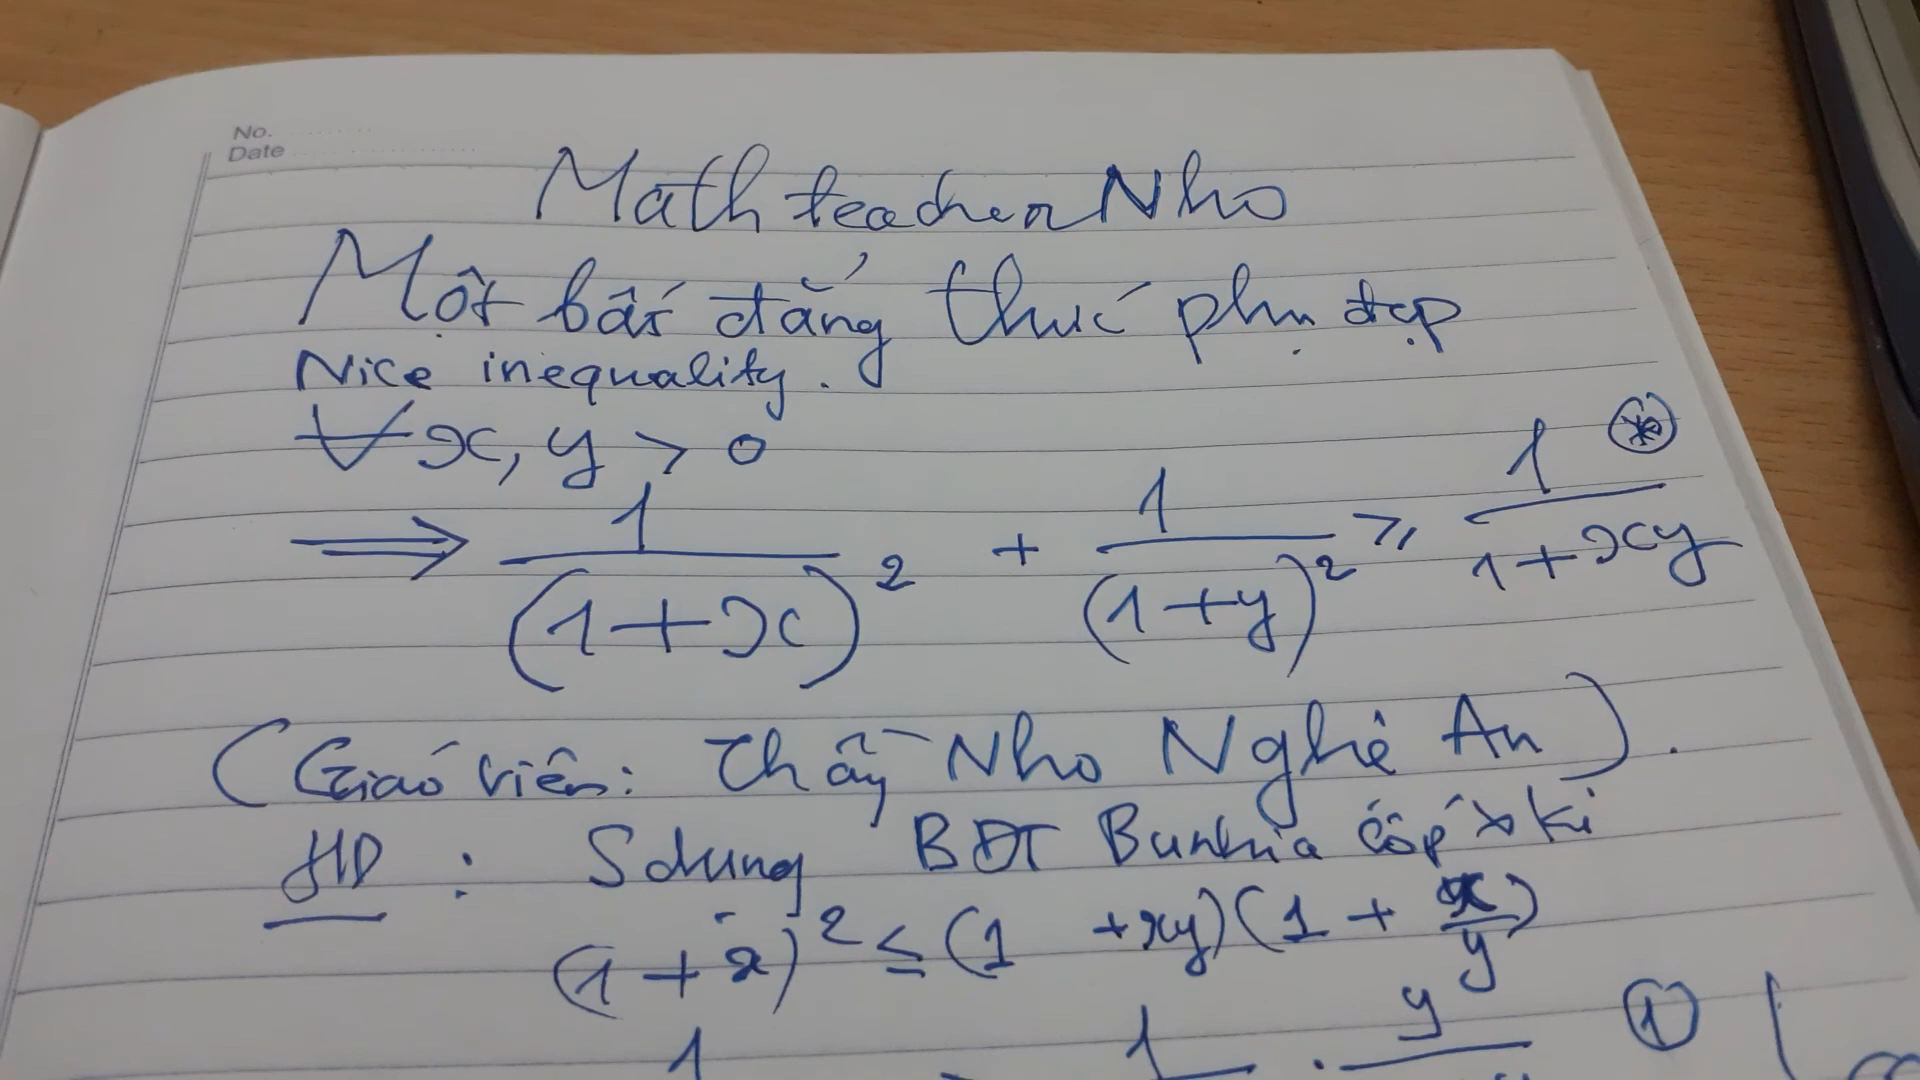 No.
Date
Math teacher Nho
Một bất đẳng thức phụ đẹp
Nice inequality.
∀x, y > 0
⟹ 1/(1+x)² + 1/(1+y)² ≥ 1/(1+xy) (*)
(Giáo viên: Thầy Nho Nghệ An).
HD : Sdụng BĐT Bunhia cốp xki
(1+x)² ≤ (1 +xy)(1 + x/y)
1 1 . y (1)